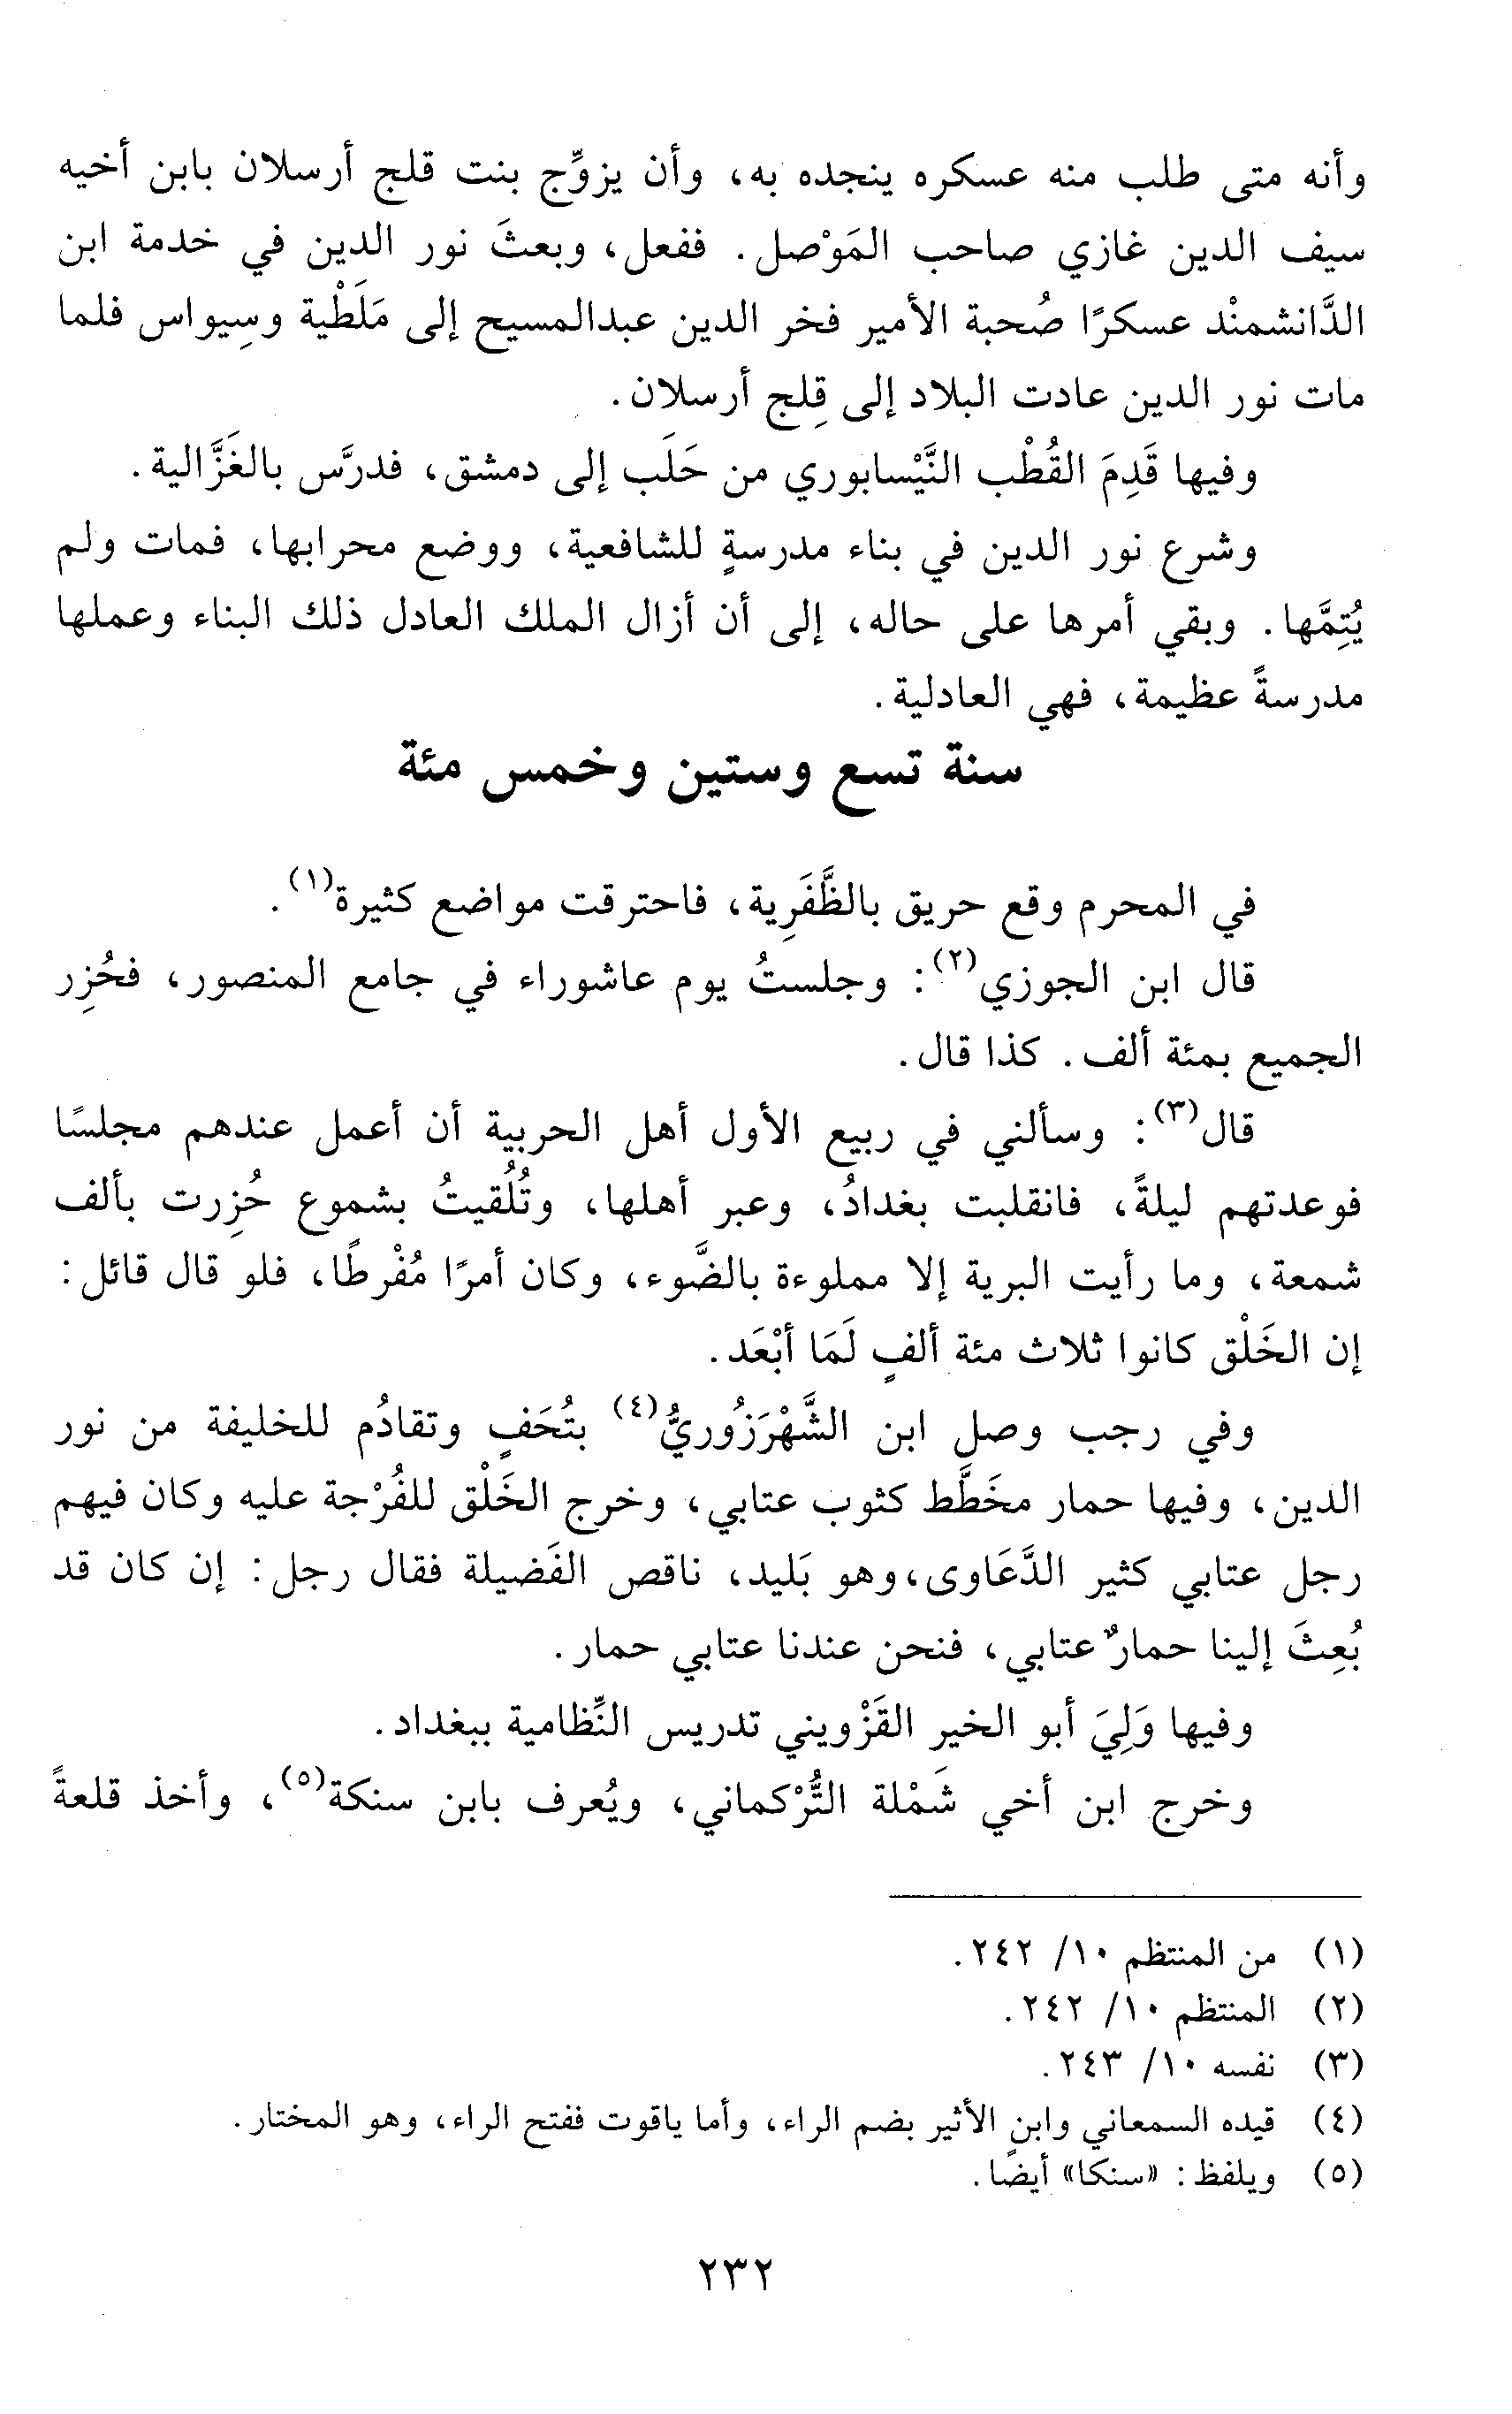 وأنه متى طلب منه عسكره ينجده به، وأن يزوِّج بنت قلج أرسلان بابن أخيه
سيف الدين غازي صاحب المَوْصل. ففعل، وبعثَ نور الدين في خدمة ابن
الدَّانشمنْد عسكرًا صُحبة الأمير فخر الدين عبدالمسيح إلى مَلَطْية وسِيواس فلما
مات نور الدين عادت البلاد إلى قِلج أرسلان.
وفيها قَدِمَ القُطْب النَّيْسابوري من حَلَب إلى دمشق، فدرَّس بالغَزَّالية.
وشرع نور الدين في بناء مدرسةٍ للشافعية، ووضع محرابها، فمات ولم
يُتِمَّها. وبقي أمرها على حاله، إلى أن أزال الملك العادل ذلك البناء وعملها
مدرسةً عظيمة، فهي العادلية.
سنة تسع وستين وخمس مئة
في المحرم وقع حريق بالظَّفَرِية، فاحترقت مواضع كثيرة(١).
قال ابن الجوزي(٢): وجلستُ يوم عاشوراء في جامع المنصور، فحُزِر
الجميع بمئة ألف. كذا قال.
قال(٣): وسألني في ربيع الأول أهل الحربية أن أعمل عندهم مجلسًا
فوعدتهم ليلةً، فانقلبت بغدادُ، وعبر أهلها، وتُلُقيتُ بشموع حُزِرت بألف
شمعة، وما رأيت البرية إلا مملوءة بالضَّوء، وكان أمرًا مُفْرطًا، فلو قال قائل:
إن الخَلْق كانوا ثلاث مئة ألفٍ لَمَا أبْعَد.
وفي رجب وصل ابن الشَّهْرَزُوريُّ(٤) بتُحَفٍ وتقادُم للخليفة من نور
الدين، وفيها حمار مخَطَّط كثوب عتابي، وخرج الخَلْق للفُرْجة عليه وكان فيهم
رجل عتابي كثير الدَّعَاوى،وهو بَليد، ناقص الفَضيلة فقال رجل: إن كان قد
بُعِثَ إلينا حمارٌ عتابي، فنحن عندنا عتابي حمار.
وفيها وَلِيَ أبو الخير القَزْويني تدريس النِّظامية ببغداد.
وخرج ابن أخي شَمْلة التُّرْكماني، ويُعرف بابن سنكة(٥)، وأخذ قلعةً
(١) من المنتظم ١٠/ ٢٤٢.
(٢) المنتظم ١٠/ ٢٤٢.
(٣) نفسه ١٠/ ٢٤٣.
(٤) قيده السمعاني وابن الأثير بضم الراء، وأما ياقوت ففتح الراء، وهو المختار.
(٥) ويلفظ: «سنكا» أيضًا.
٢٣٢